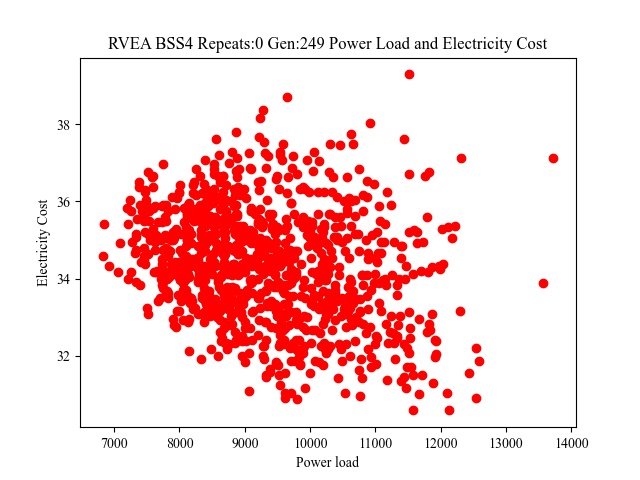 RVEA BSS4 Repeats:0 Gen:249 Power Load and Electricity Cost
Electricity Cost
38
36
34
32
7000 8000 9000 10000 11000 12000 13000 14000
Power load